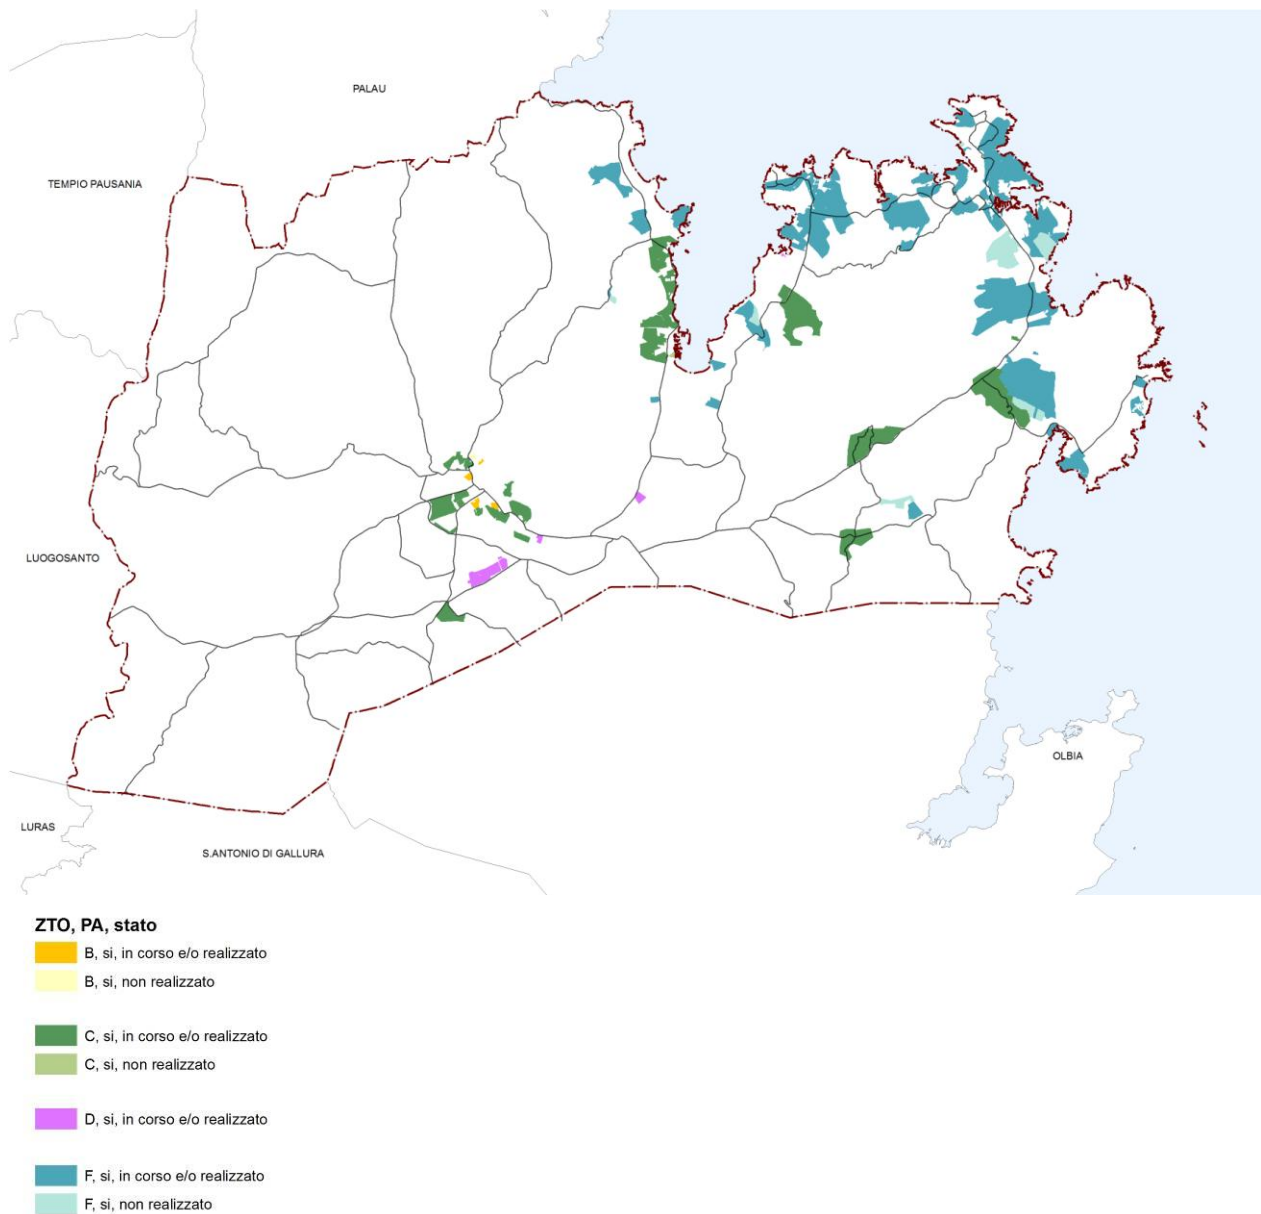 PALAU
TEMPIO PAUSANIA
LUOGOSANTO
OLBIA
LURAS
S.ANTONIO DI GALLURA
ZTO, PA, stato
B, si, in corso e/o realizzato
B, si, non realizzato
C, si, in corso e/o realizzato
C, si, non realizzato
D, si, in corso e/o realizzato
F, si, in corso e/o realizzato
F, si, non realizzato